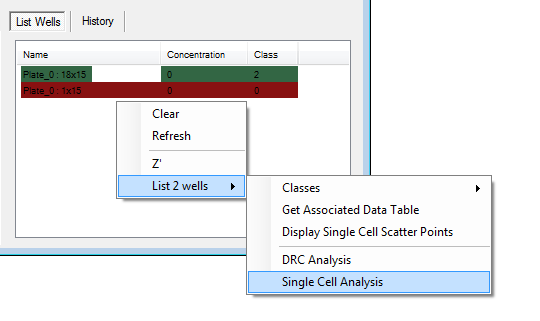 List Wells History
Name Concentration Class
Plate_0 : 18x15 0 2
Plate_0 : 1x15 0 0
Clear
Refresh
Z'
List 2 wells
Classes
Get Associated Data Table
Display Single Cell Scatter Points
DRC Analysis
Single Cell Analysis